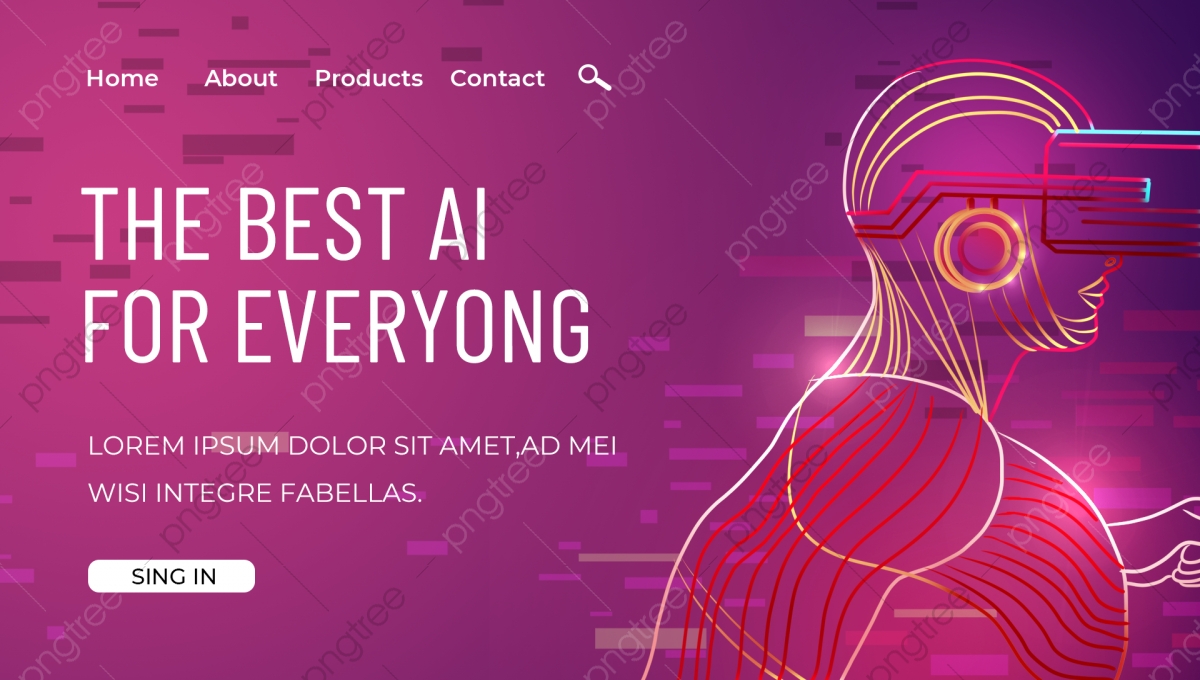 Home About Products Contact
THE BEST AI
FOR EVERYONG
LOREM IPSUM DOLOR SIT AMET,AD MEI
WISI INTEGRE FABELLAS.
SING IN
pngtree